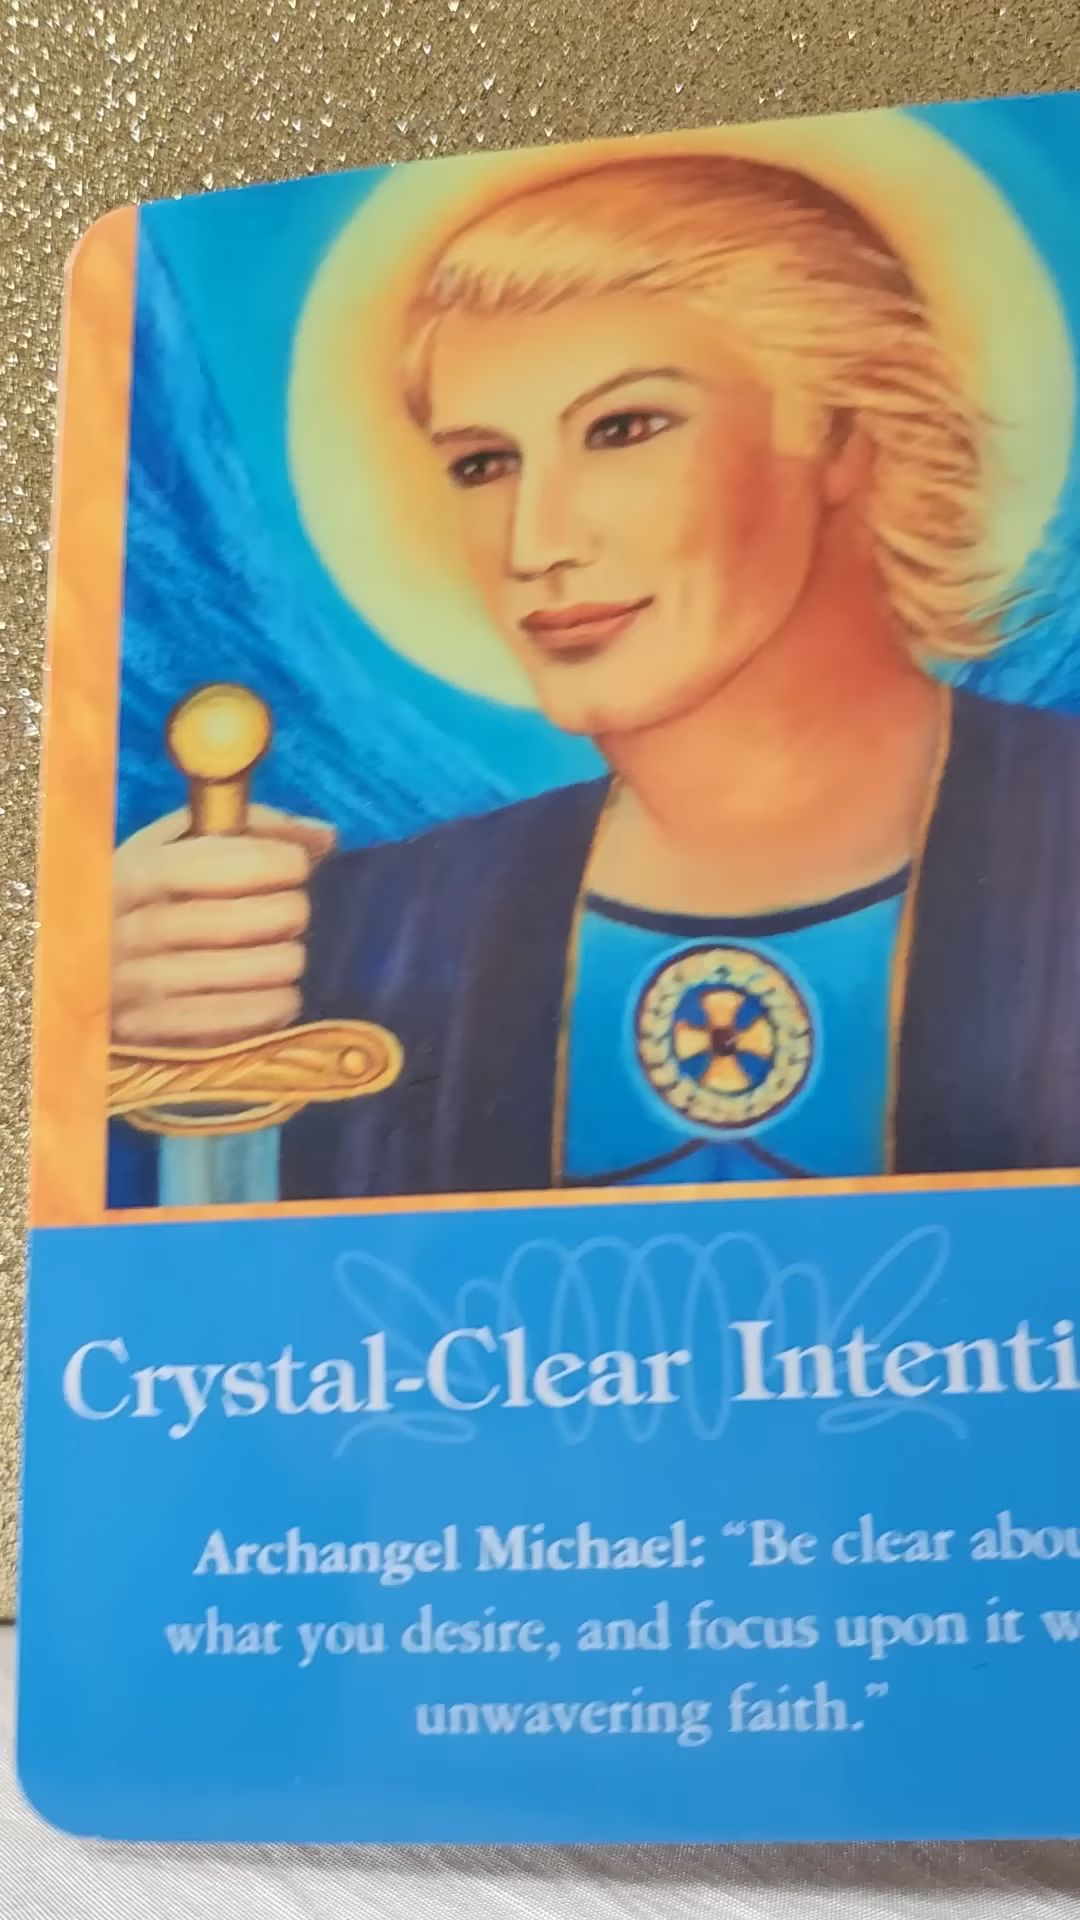 Crystal-Clear Intenti
Archangel Michael: “Be clear abou
what you desire, and focus upon it w
unwavering faith.”